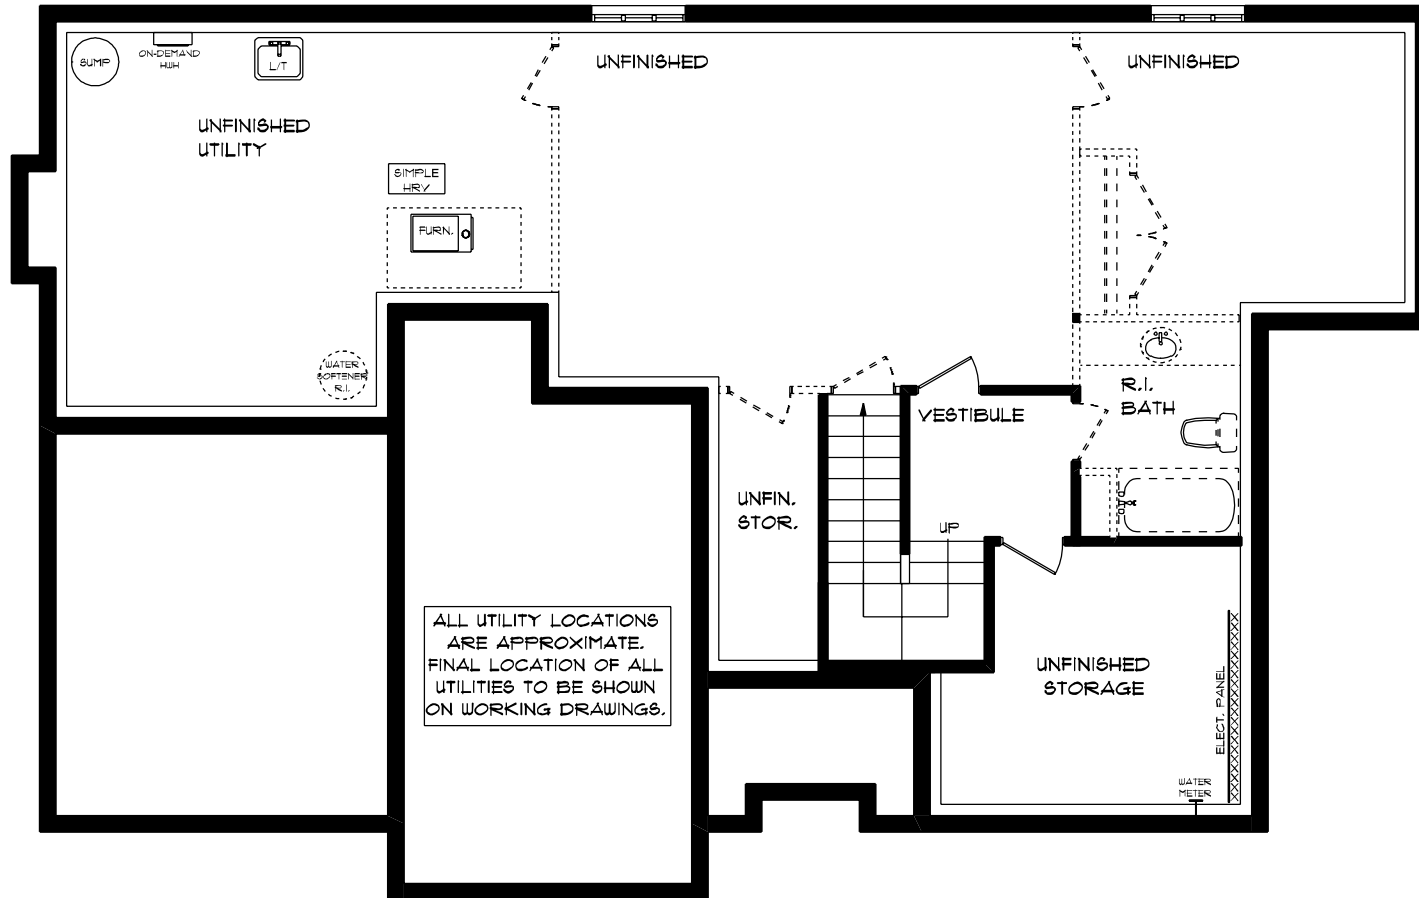 SUMP
ON-DEMAND
HWH
L/T
UNFINISHED
UNFINISHED
UNFINISHED
UTILITY
SIMPLE
HRV
FURN.
WATER
SOFTENER
R.I.
R.I.
BATH
VESTIBULE
UNFIN.
STOR.
UP
ALL UTILITY LOCATIONS
ARE APPROXIMATE.
FINAL LOCATION OF ALL
UTILITIES TO BE SHOWN
ON WORKING DRAWINGS.
UNFINISHED
STORAGE
ELECT. PANEL
WATER
METER